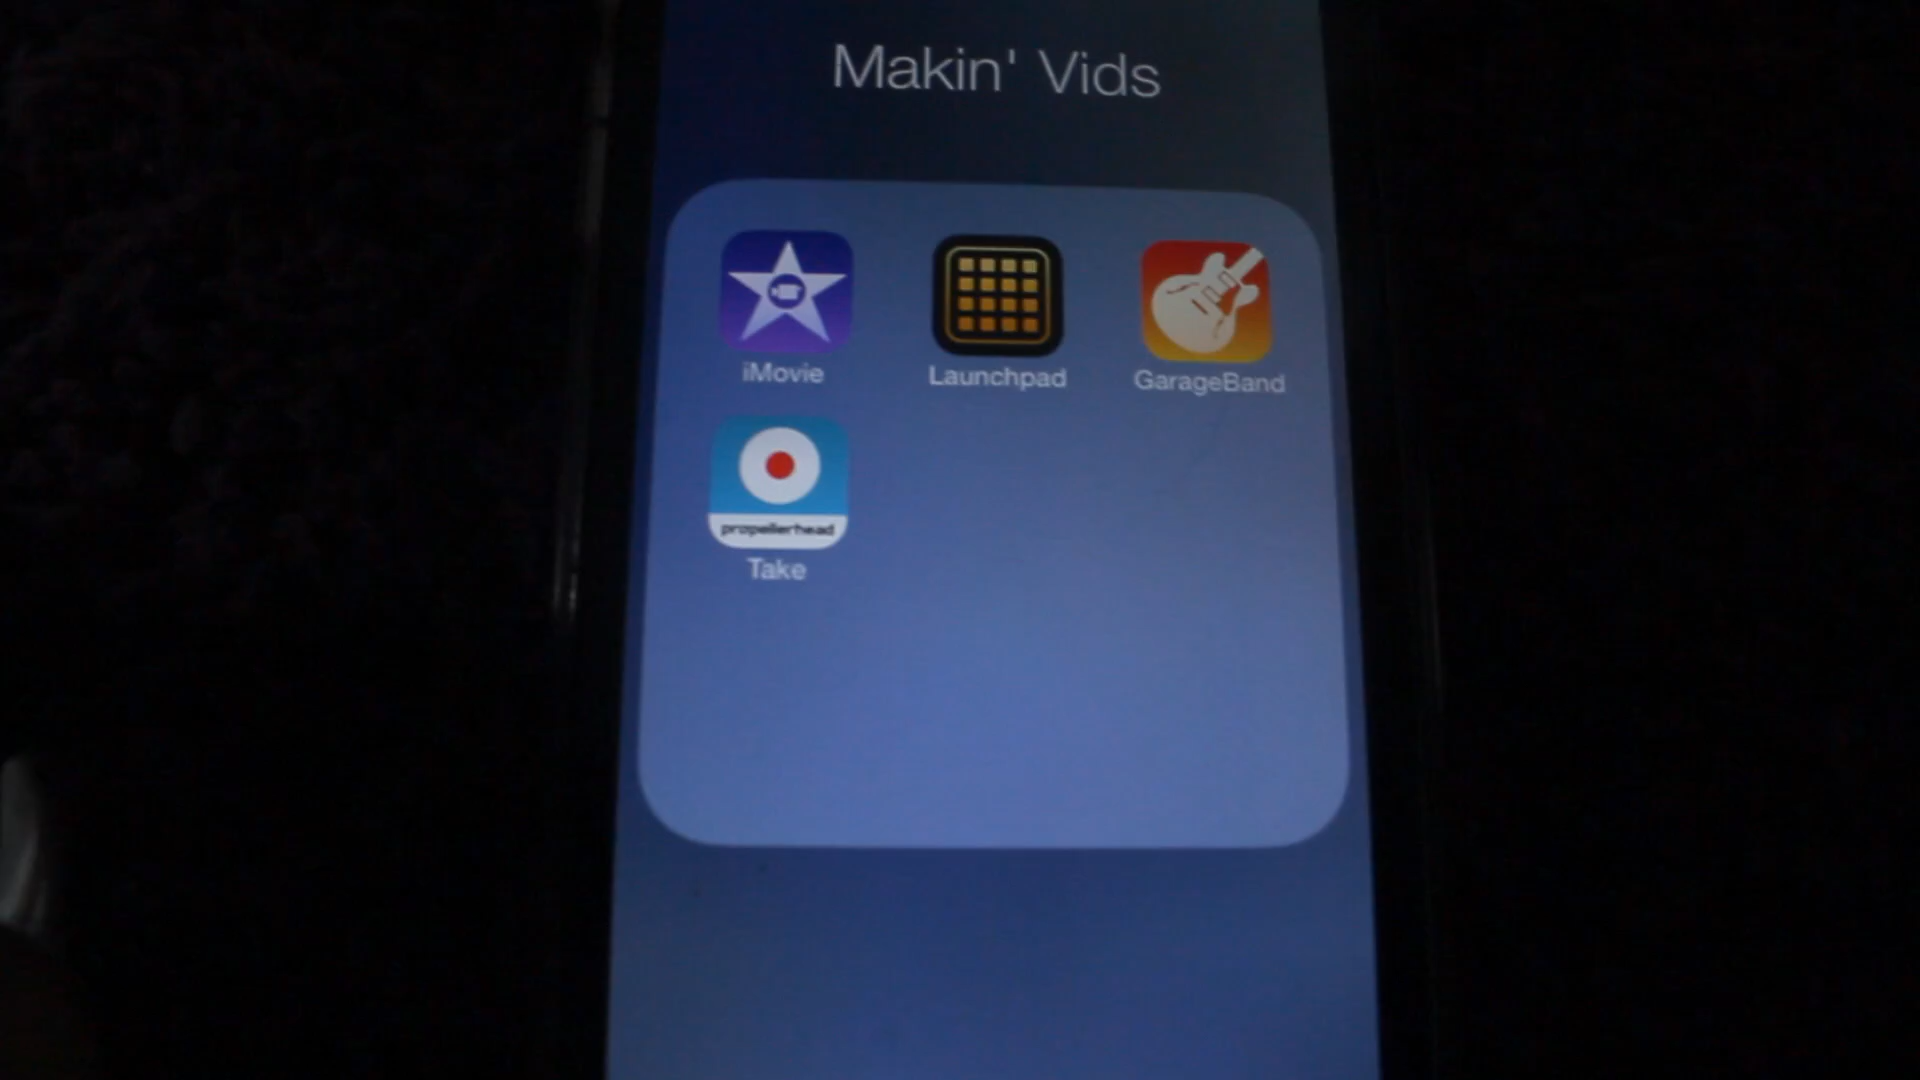 Makin' Vids
iMovie
Launchpad
GarageBand
propellerhead
Take